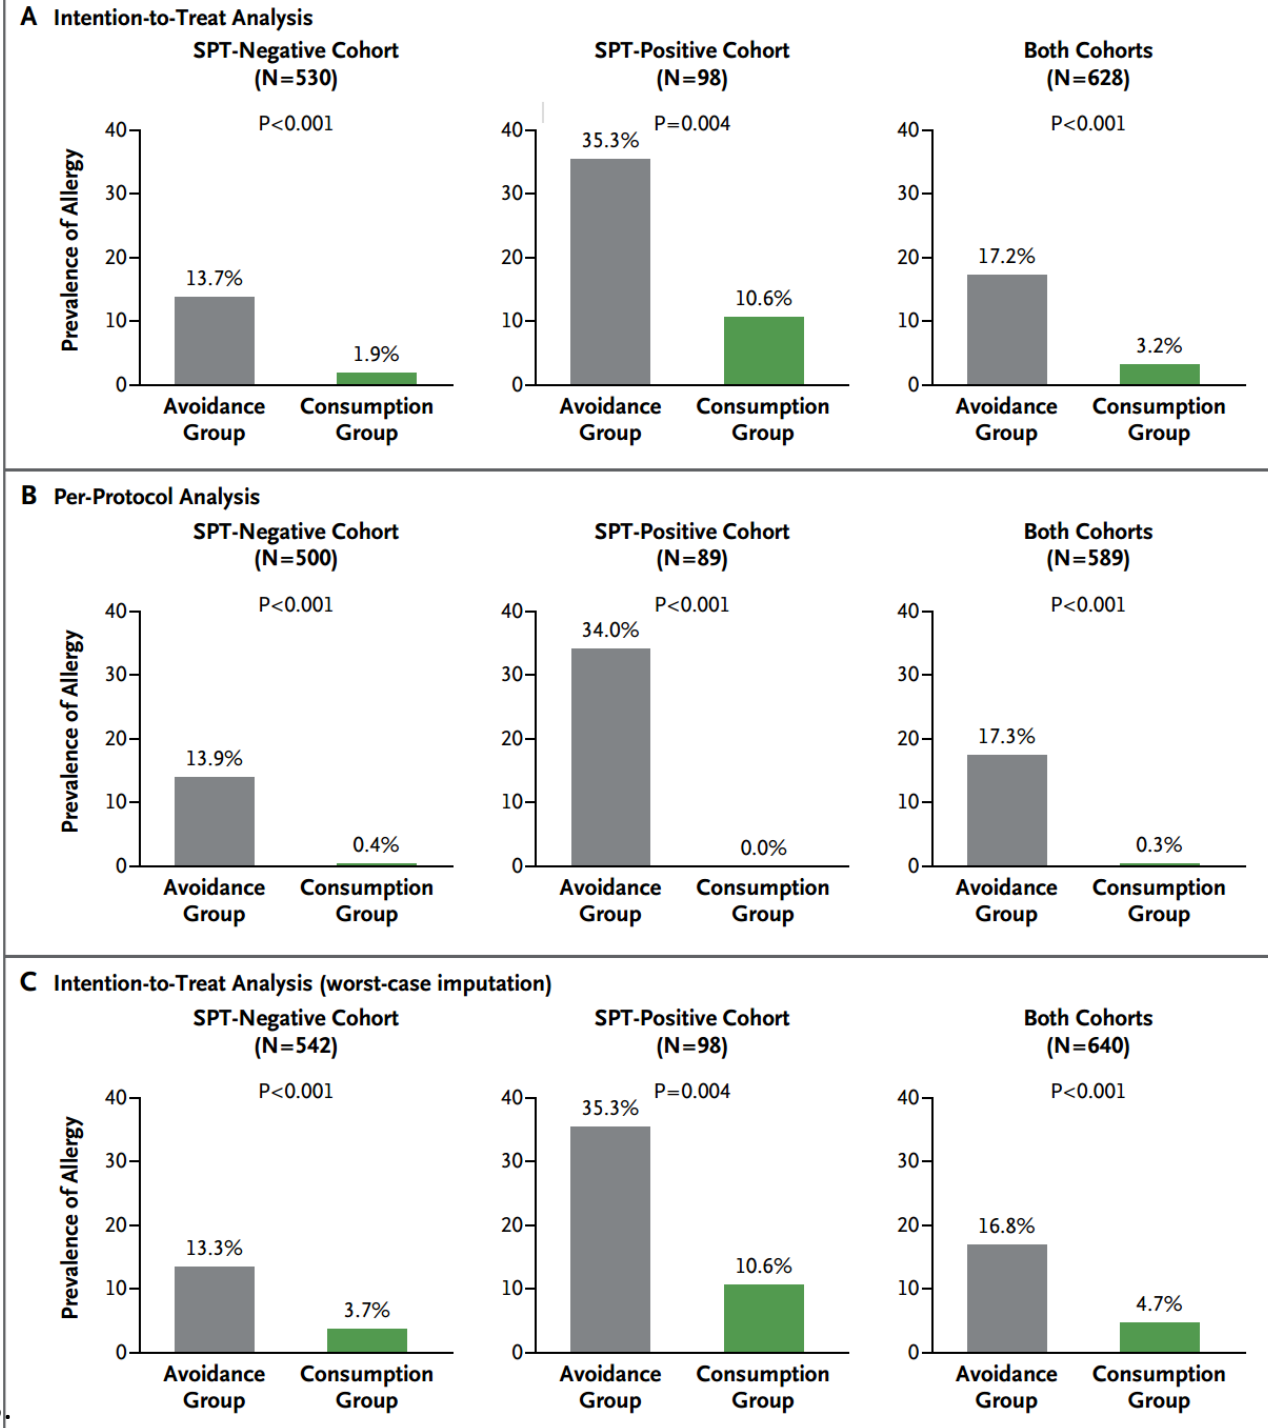 A Intention-to-Treat Analysis
SPT-Negative Cohort
(N=530)
P<0.001
Prevalence of Allergy
40
30
20
10
0
13.7%
1.9%
Avoidance Group
Consumption Group
SPT-Positive Cohort
(N=98)
P=0.004
40
30
20
10
0
35.3%
10.6%
Avoidance Group
Consumption Group
Both Cohorts
(N=628)
P<0.001
40
30
20
10
0
17.2%
3.2%
Avoidance Group
Consumption Group
B Per-Protocol Analysis
SPT-Negative Cohort
(N=500)
P<0.001
Prevalence of Allergy
40
30
20
10
0
13.9%
0.4%
Avoidance Group
Consumption Group
SPT-Positive Cohort
(N=89)
P<0.001
40
30
20
10
0
34.0%
0.0%
Avoidance Group
Consumption Group
Both Cohorts
(N=589)
P<0.001
40
30
20
10
0
17.3%
0.3%
Avoidance Group
Consumption Group
C Intention-to-Treat Analysis (worst-case imputation)
SPT-Negative Cohort
(N=542)
P<0.001
Prevalence of Allergy
40
30
20
10
0
13.3%
3.7%
Avoidance Group
Consumption Group
SPT-Positive Cohort
(N=98)
P=0.004
40
30
20
10
0
35.3%
10.6%
Avoidance Group
Consumption Group
Both Cohorts
(N=640)
P<0.001
40
30
20
10
0
16.8%
4.7%
Avoidance Group
Consumption Group